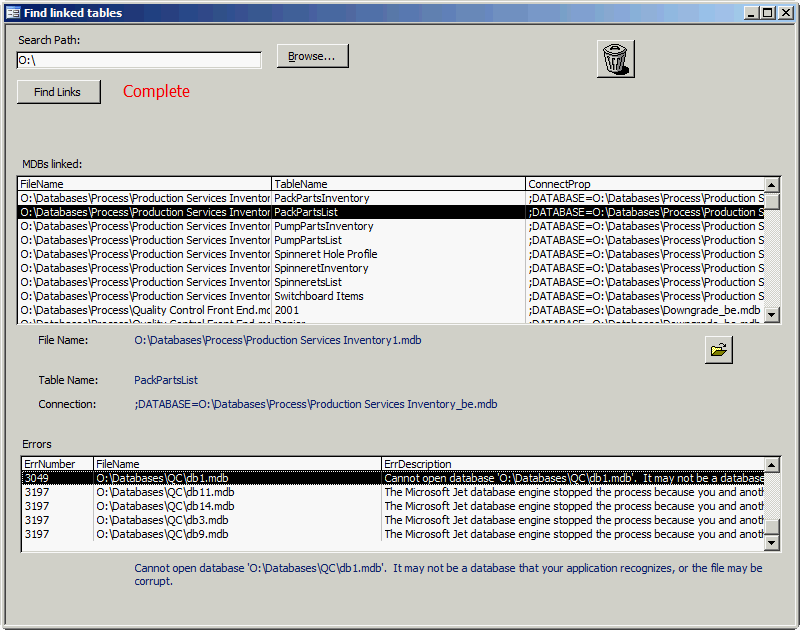 Find linked tables
Search Path:
O:\
Browse...
Find Links
Complete
MDBs linked:
FileName TableName ConnectProp
O:\Databases\Process\Production Services Inventor PackPartsInventory ;DATABASE=O:\Databases\Process\Production S
O:\Databases\Process\Production Services Inventor PackPartsList ;DATABASE=O:\Databases\Process\Production S
O:\Databases\Process\Production Services Inventor PumpPartsInventory ;DATABASE=O:\Databases\Process\Production S
O:\Databases\Process\Production Services Inventor PumpPartsList ;DATABASE=O:\Databases\Process\Production S
O:\Databases\Process\Production Services Inventor Spinneret Hole Profile ;DATABASE=O:\Databases\Process\Production S
O:\Databases\Process\Production Services Inventor SpinneretInventory ;DATABASE=O:\Databases\Process\Production S
O:\Databases\Process\Production Services Inventor SpinneretsList ;DATABASE=O:\Databases\Process\Production S
O:\Databases\Process\Production Services Inventor Switchboard Items ;DATABASE=O:\Databases\Process\Production S
O:\Databases\Process\Quality Control Front End.mo 2001 ;DATABASE=O:\Databases\Downgrade_be.mdb
File Name: O:\Databases\Process\Production Services Inventory1.mdb
Table Name: PackPartsList
Connection: ;DATABASE=O:\Databases\Process\Production Services Inventory_be.mdb
Errors
ErrNumber FileName ErrDescription
3049 O:\Databases\QC\db1.mdb Cannot open database 'O:\Databases\QC\db1.mdb'.  It may not be a database
3197 O:\Databases\QC\db11.mdb The Microsoft Jet database engine stopped the process because you and anot
3197 O:\Databases\QC\db14.mdb The Microsoft Jet database engine stopped the process because you and anot
3197 O:\Databases\QC\db3.mdb The Microsoft Jet database engine stopped the process because you and anot
3197 O:\Databases\QC\db9.mdb The Microsoft Jet database engine stopped the process because you and anot
Cannot open database 'O:\Databases\QC\db1.mdb'.  It may not be a database that your application recognizes, or the file may be
corrupt.